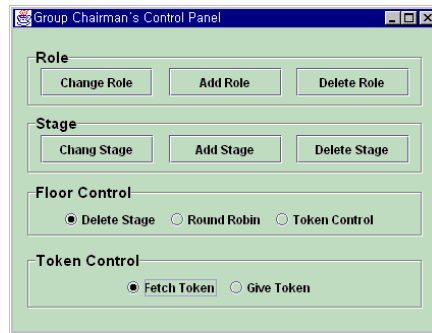 Group Chairman's Control Panel
Role
Change Role Add Role Delete Role
Stage
Chang Stage Add Stage Delete Stage
Floor Control
Delete Stage Round Robin Token Control
Token Control
Fetch Token Give Token